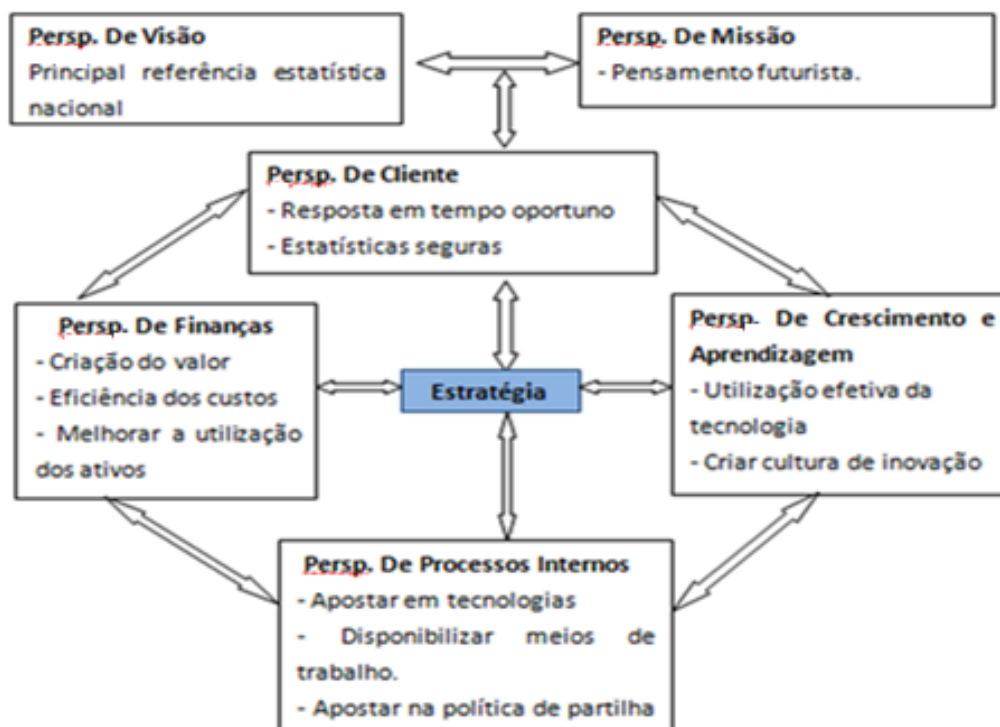 Persp. De Visão
Principal referência estatística
nacional
Persp. De Missão
- Pensamento futurista.
Persp. De Cliente
- Resposta em tempo oportuno
- Estatísticas seguras
Persp. De Finanças
- Criação do valor
- Eficiência dos custos
- Melhorar a utilização
dos ativos
Estratégia
Persp. De Crescimento e
Aprendizagem
- Utilização efetiva da
tecnologia
- Criar cultura de inovação
Persp. De Processos Internos
- Apostar em tecnologias
- Disponibilizar meios de
trabalho.
- Apostar na política de partilha